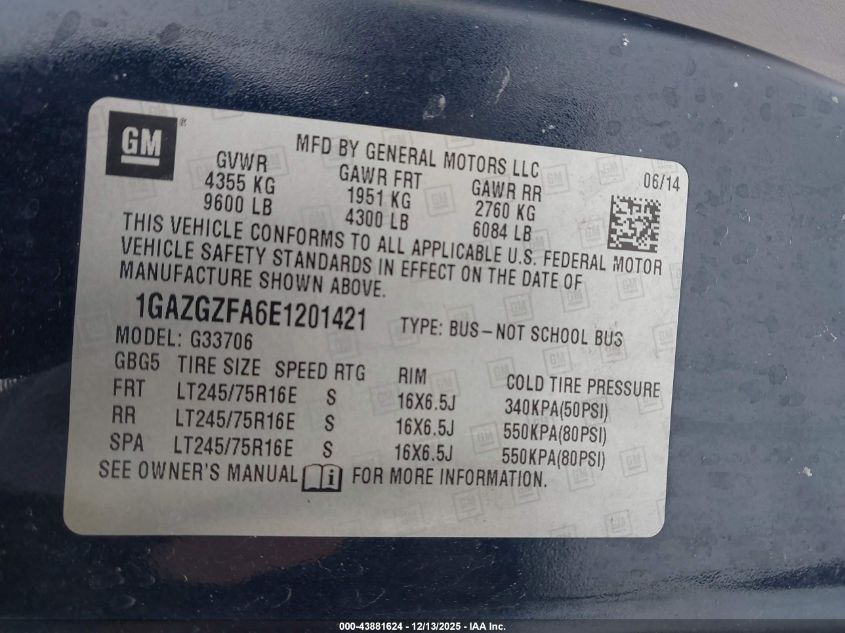 GM ®
MFD BY GENERAL MOTORS LLC
06/14
GVWR GAWR FRT GAWR RR
4355 KG 1951 KG 2760 KG
9600 LB 4300 LB 6084 LB
THIS VEHICLE CONFORMS TO ALL APPLICABLE U.S. FEDERAL MOTOR
VEHICLE SAFETY STANDARDS IN EFFECT ON THE DATE OF
MANUFACTURE SHOWN ABOVE.
1GAZGZFA6E1201421 TYPE: BUS-NOT SCHOOL BUS
MODEL: G33706
GBG5 TIRE SIZE SPEED RTG RIM COLD TIRE PRESSURE
FRT LT245/75R16E S 16X6.5J 340KPA(50PSI)
RR LT245/75R16E S 16X6.5J 550KPA(80PSI)
SPA LT245/75R16E S 16X6.5J 550KPA(80PSI)
SEE OWNER'S MANUAL i FOR MORE INFORMATION.
000-43881624 - 12/13/2025 - IAA Inc.